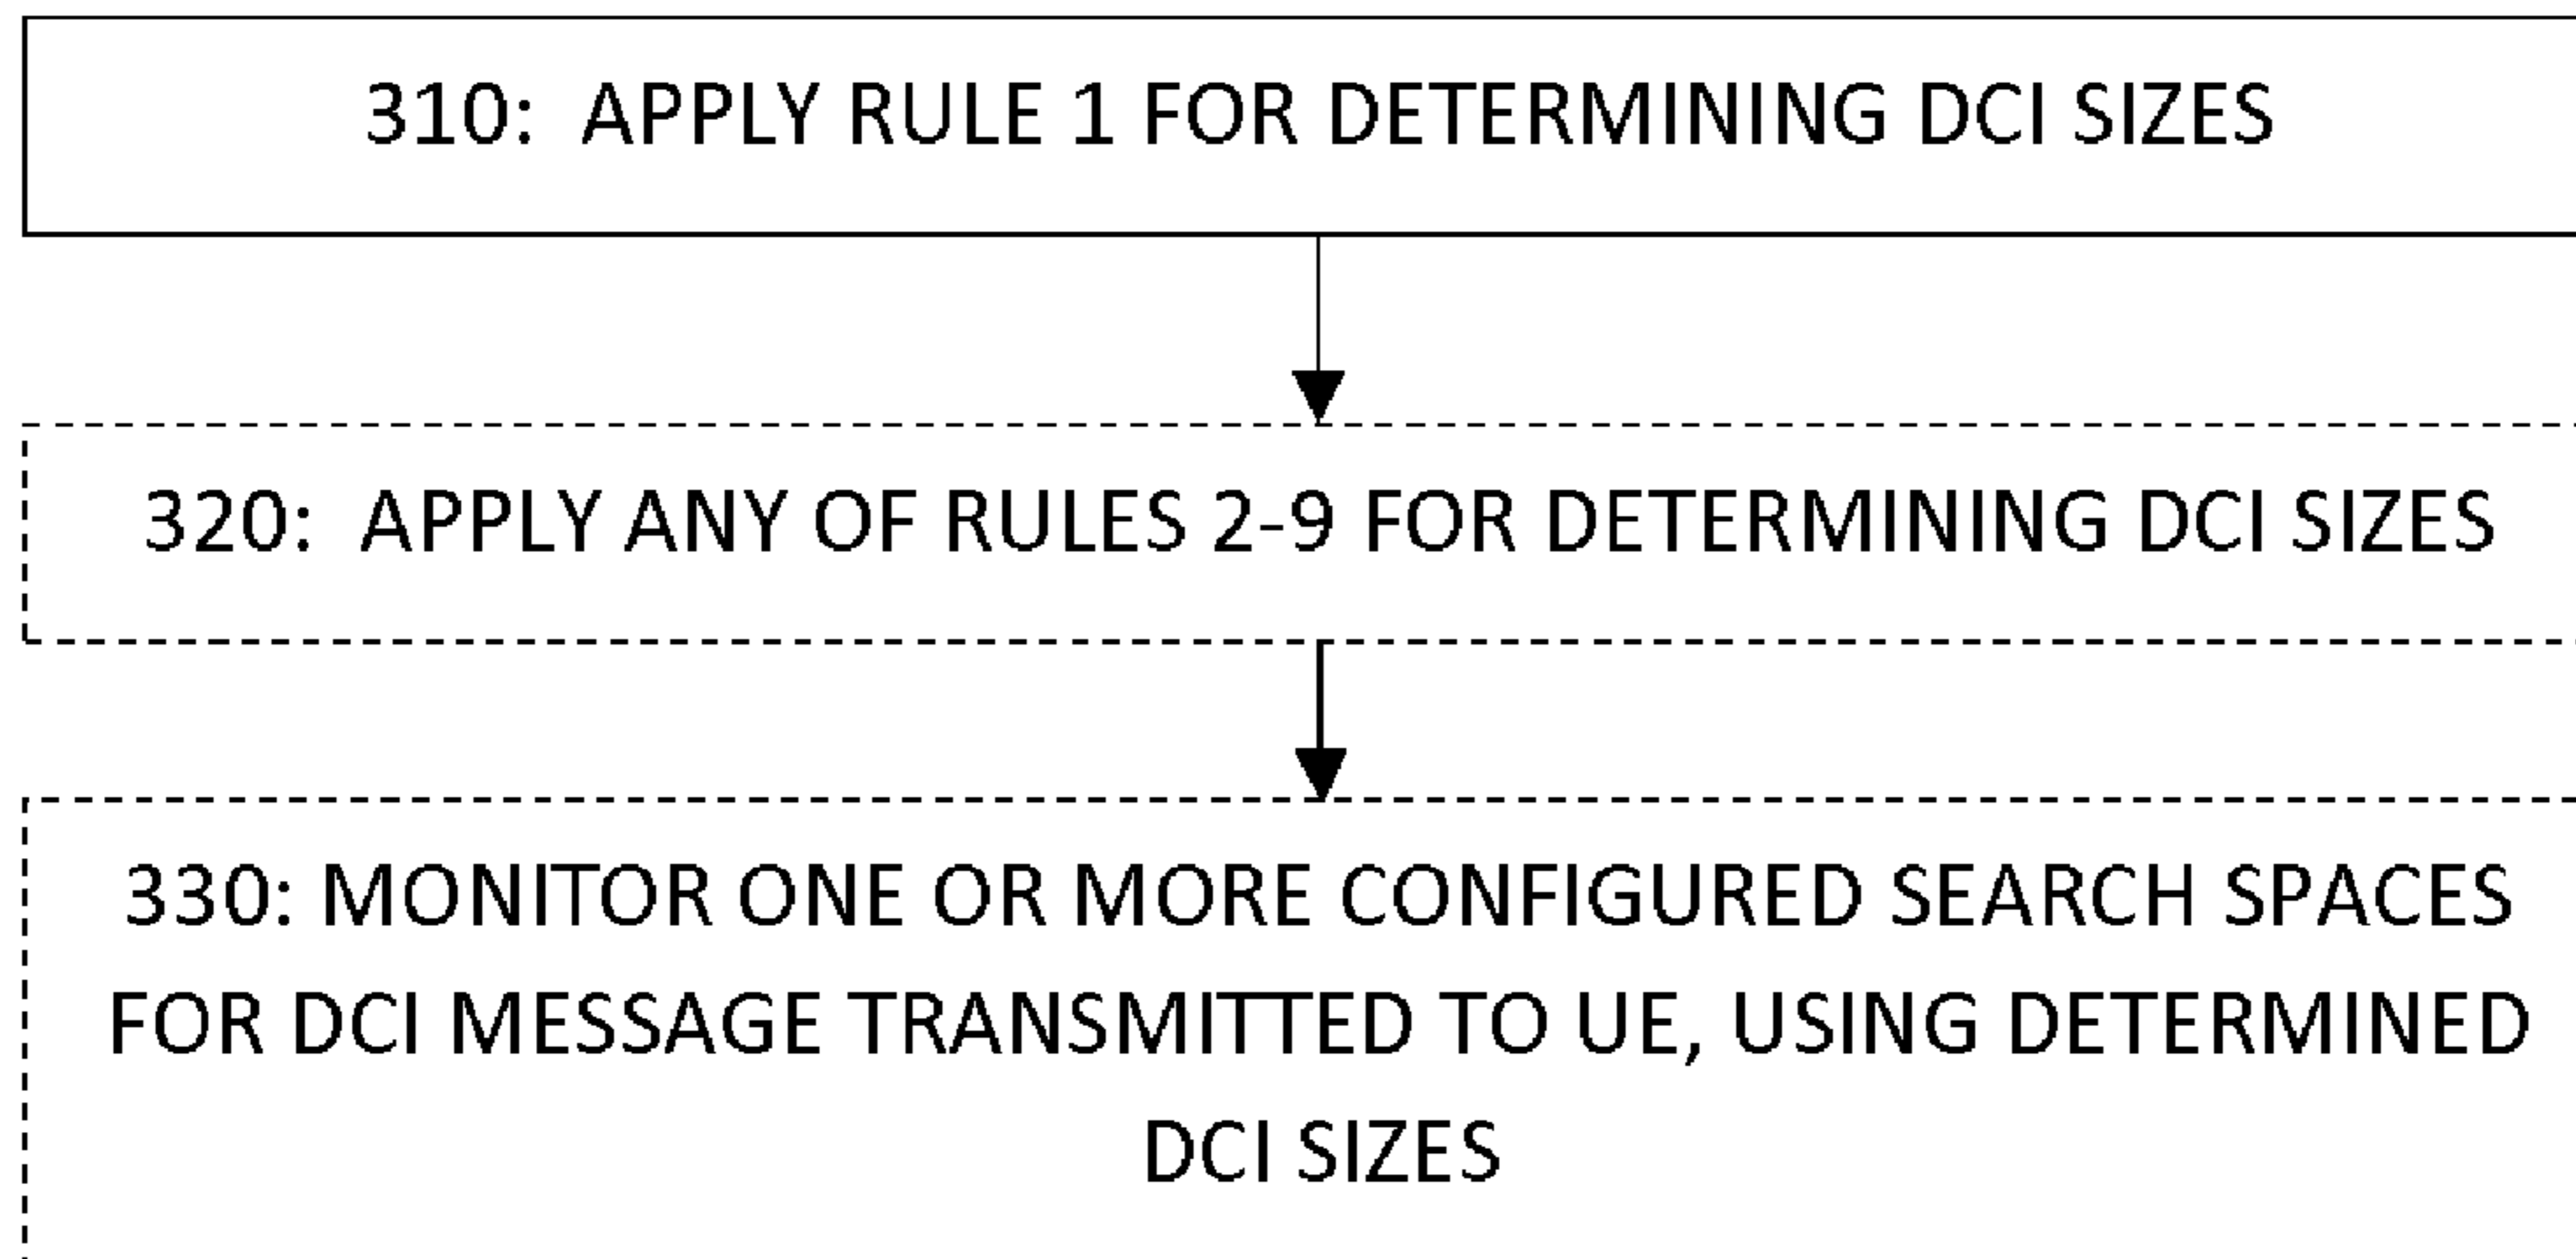 310: APPLY RULE 1 FOR DETERMINING DCI SIZES
320: APPLY ANY OF RULES 2-9 FOR DETERMINING DCI SIZES
330: MONITOR ONE OR MORE CONFIGURED SEARCH SPACES
FOR DCI MESSAGE TRANSMITTED TO UE, USING DETERMINED
DCI SIZES